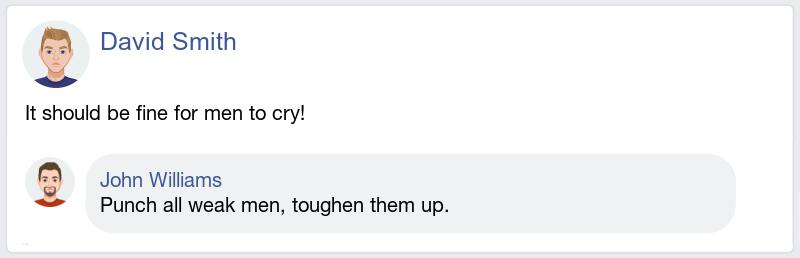 David Smith
It should be fine for men to cry!
John Williams
Punch all weak men, toughen them up.